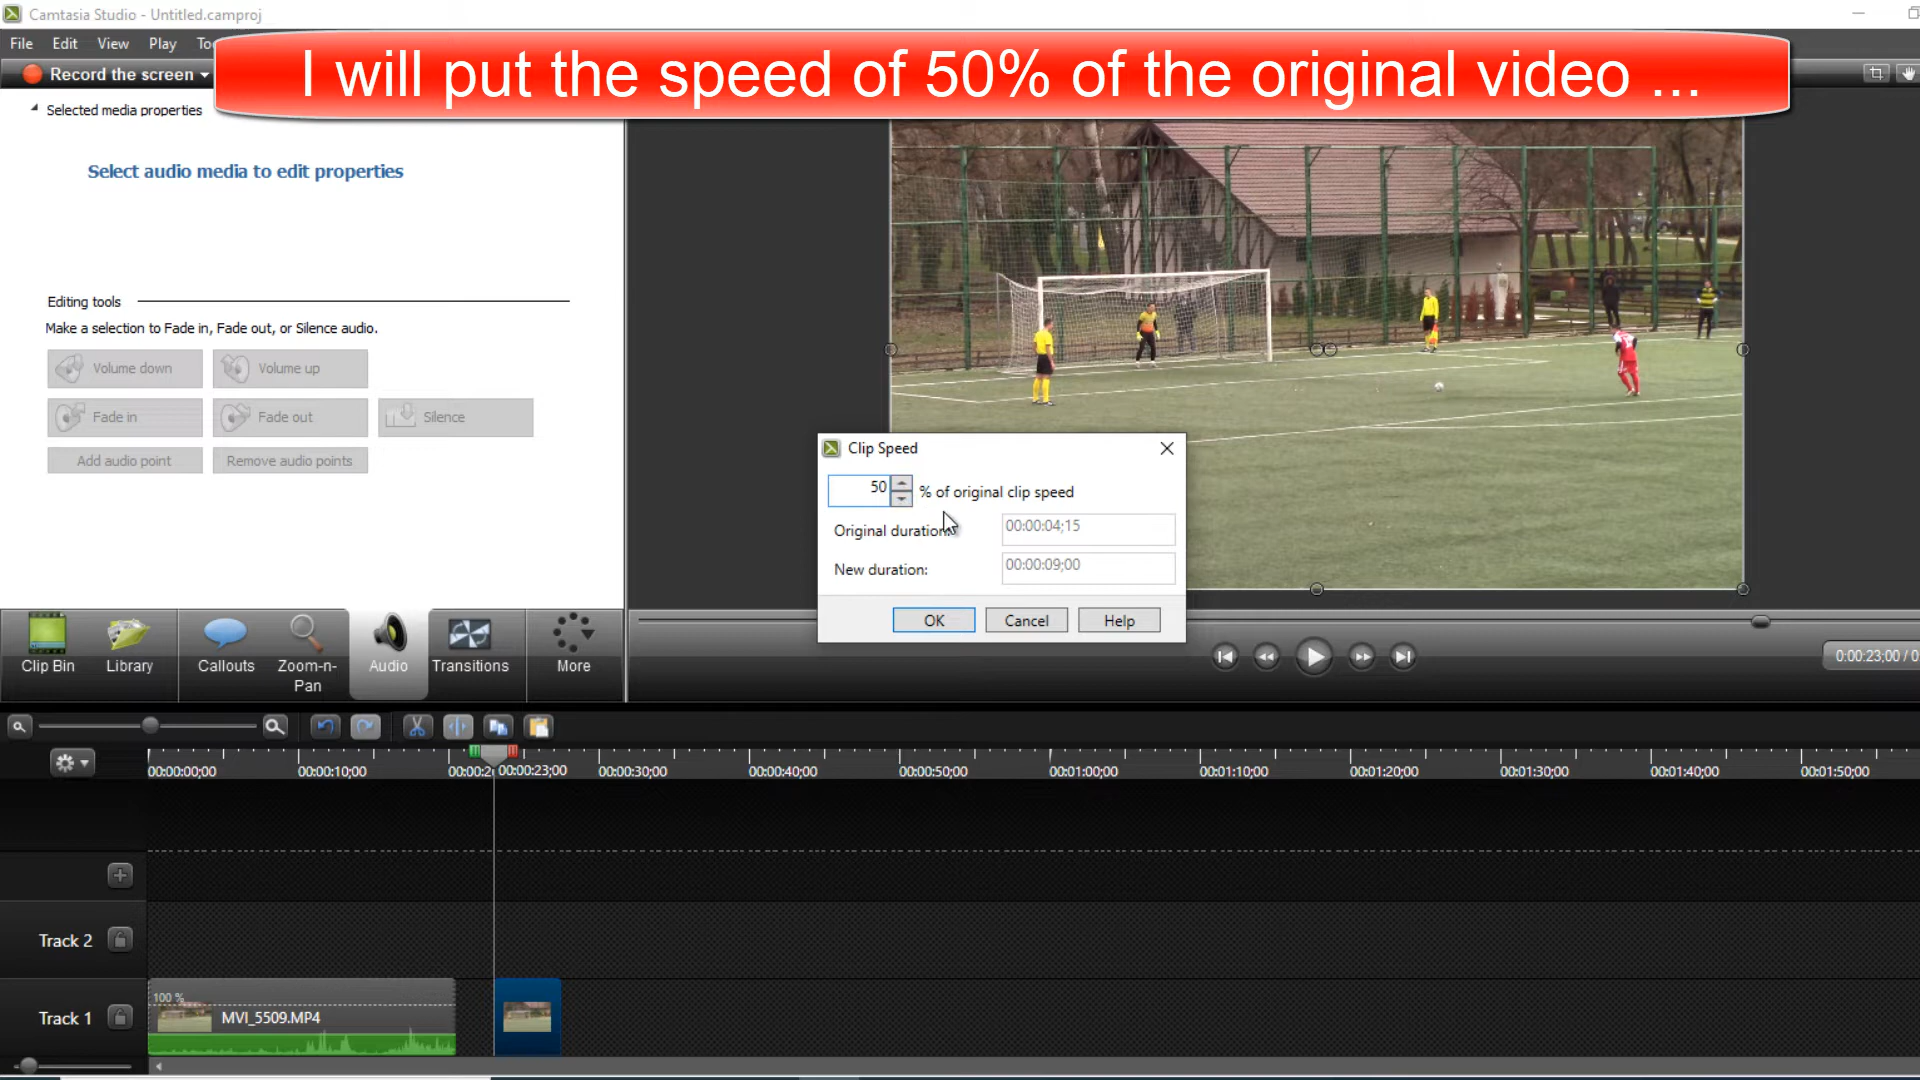 Camtasia Studio - Untitled.camproj
File Edit View Play
I will put the speed of 50% of the original video ...
Record the screen
Selected media properties
Select audio media to edit properties
Editing tools
Make a selection to Fade in, Fade out, or Silence audio.
Volume down Volume up
Fade in Fade out Silence
Add audio point Remove audio points
Clip Speed
50 % of original clip speed
Original duration: 00:00:04;15
New duration: 00:00:09;00
OK Cancel Help
Clip Bin Library Callouts Zoom-n-Pan Audio Transitions More
0:00:23;00 /
00:00:00;00 00:00:10;00 00:00:23;00 00:00:30;00 00:00:40;00 00:00:50;00 00:01:00;00 00:01:10;00 00:01:20;00 00:01:30;00 00:01:40;00 00:01:50;00
Track 2
100 %
Track 1 MVI_5509.MP4